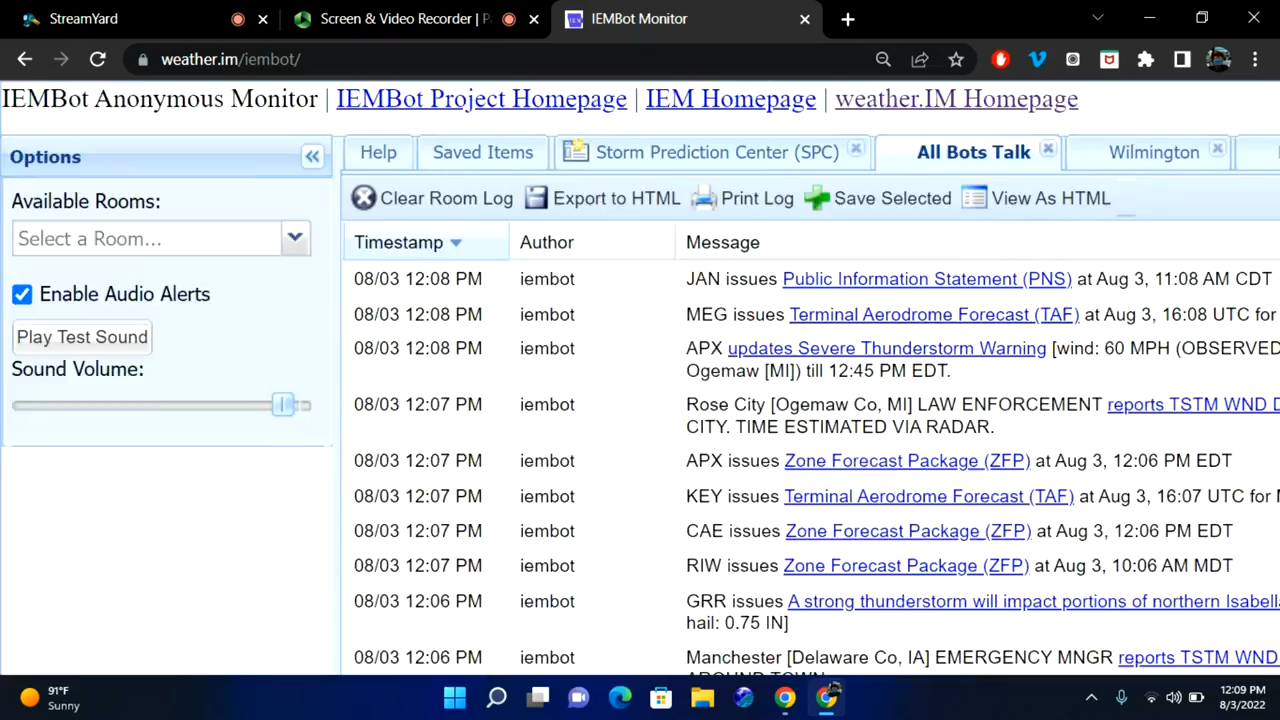 StreamYard
Screen & Video Recorder |
IEMBot Monitor
weather.im/iembot/
IEMBot Anonymous Monitor | IEMBot Project Homepage | IEM Homepage | weather.IM Homepage
Options
Help
Saved Items
Storm Prediction Center (SPC)
All Bots Talk
Wilmington
Available Rooms:
Select a Room...
Enable Audio Alerts
Play Test Sound
Sound Volume:
Clear Room Log
Export to HTML
Print Log
Save Selected
View As HTML
Timestamp
Author
Message
08/03 12:08 PM iembot JAN issues Public Information Statement (PNS) at Aug 3, 11:08 AM CDT
08/03 12:08 PM iembot MEG issues Terminal Aerodrome Forecast (TAF) at Aug 3, 16:08 UTC for
08/03 12:08 PM iembot APX updates Severe Thunderstorm Warning [wind: 60 MPH (OBSERVED
Ogemaw [MI]) till 12:45 PM EDT.
08/03 12:07 PM iembot Rose City [Ogemaw Co, MI] LAW ENFORCEMENT reports TSTM WND D
CITY. TIME ESTIMATED VIA RADAR.
08/03 12:07 PM iembot APX issues Zone Forecast Package (ZFP) at Aug 3, 12:06 PM EDT
08/03 12:07 PM iembot KEY issues Terminal Aerodrome Forecast (TAF) at Aug 3, 16:07 UTC for M
08/03 12:07 PM iembot CAE issues Zone Forecast Package (ZFP) at Aug 3, 12:06 PM EDT
08/03 12:07 PM iembot RIW issues Zone Forecast Package (ZFP) at Aug 3, 10:06 AM MDT
08/03 12:06 PM iembot GRR issues A strong thunderstorm will impact portions of northern Isabella
hail: 0.75 IN]
08/03 12:06 PM iembot Manchester [Delaware Co, IA] EMERGENCY MNGR reports TSTM WND
AROUND TOWN
91°F
Sunny
12:09 PM
8/3/2022